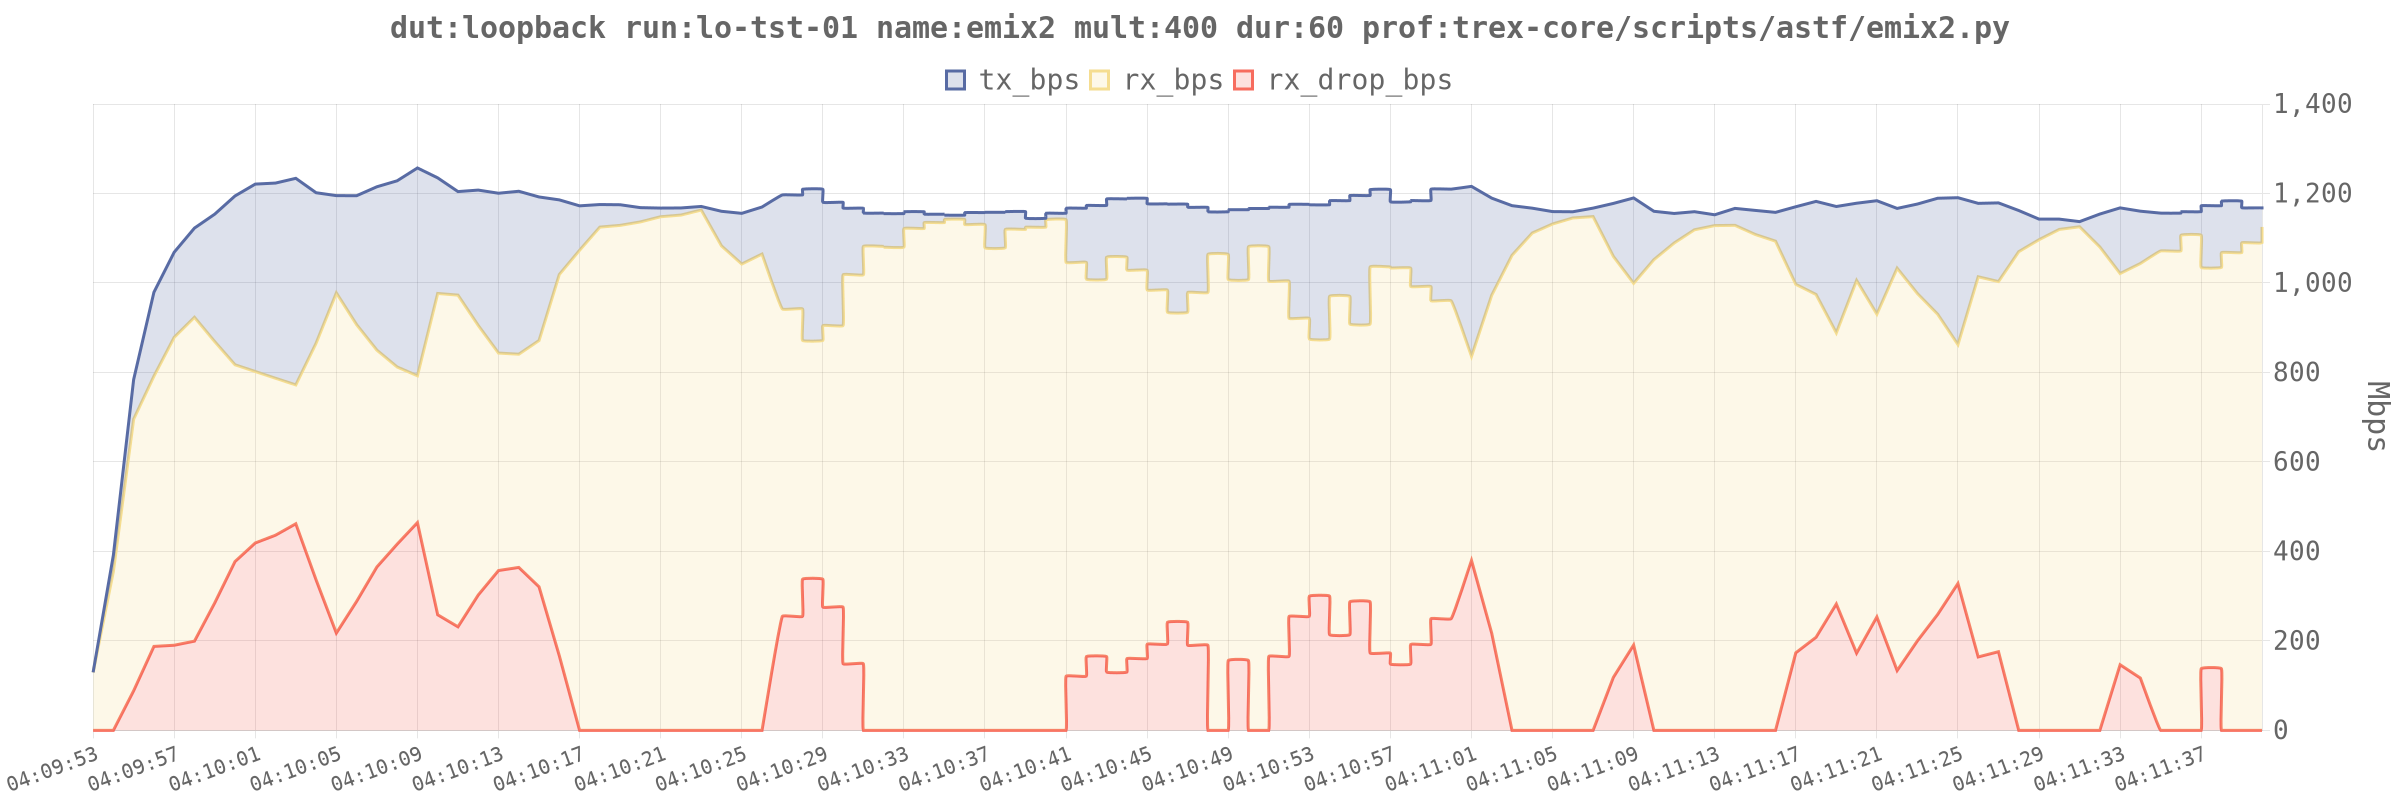 dut:loopback run:lo-tst-01 name:emix2 mult:400 dur:60 prof:trex-core/scripts/astf/emix2.py
tx_bps rx_bps rx_drop_bps
1,400
1,200
1,000
800
600
400
200
0
Mbps
04:09:53 04:09:57 04:10:01 04:10:05 04:10:09 04:10:13 04:10:17 04:10:21 04:10:25 04:10:29 04:10:33 04:10:37 04:10:41 04:10:45 04:10:49 04:10:53 04:10:57 04:11:01 04:11:05 04:11:09 04:11:13 04:11:17 04:11:21 04:11:25 04:11:29 04:11:33 04:11:37